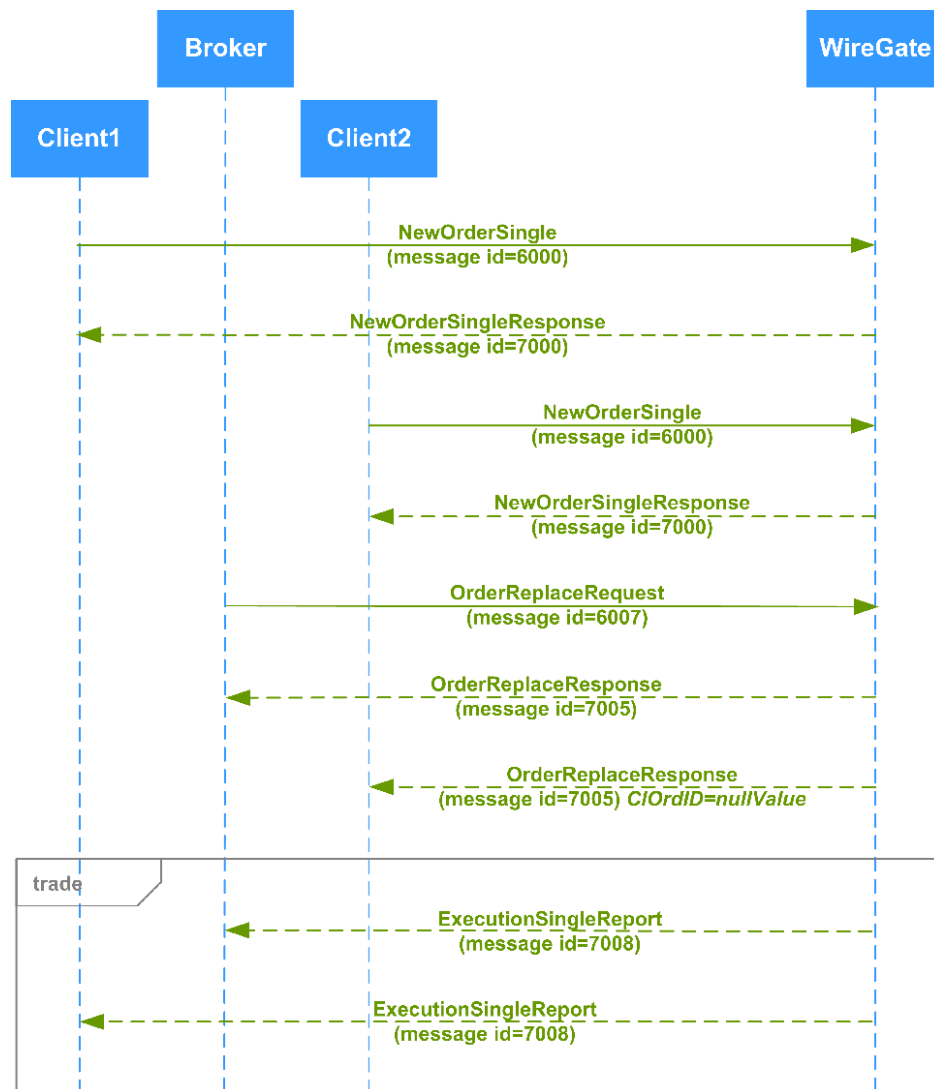 Broker
WireGate
Client1
Client2
NewOrderSingle
(message id=6000)
NewOrderSingleResponse
(message id=7000)
NewOrderSingle
(message id=6000)
NewOrderSingleResponse
(message id=7000)
OrderReplaceRequest
(message id=6007)
OrderReplaceResponse
(message id=7005)
OrderReplaceResponse
(message id=7005) ClOrdID=nullValue
trade
ExecutionSingleReport
(message id=7008)
ExecutionSingleReport
(message id=7008)